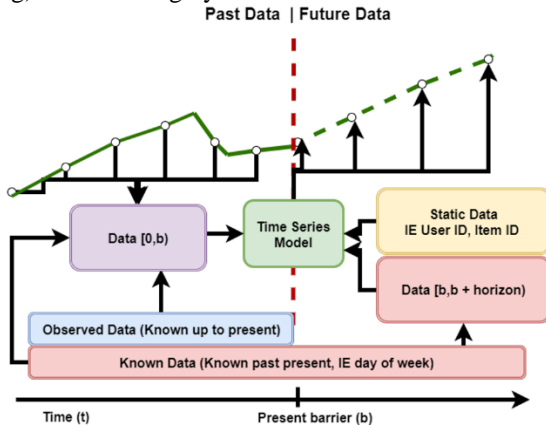 g,
Past Data | Future Data
Data [0,b)
Time Series
Model
Static Data
IE User ID, Item ID
Data [b,b + horizon)
Observed Data (Known up to present)
Known Data (Known past present, IE day of week)
Time (t)
Present barrier (b)